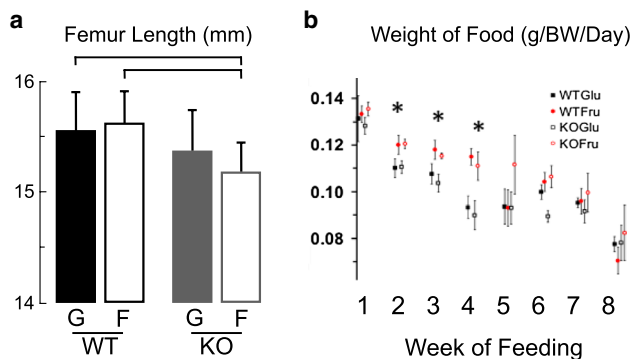 a
Femur Length (mm)
16
15
14
G F G F
WT KO
b
Weight of Food (g/BW/Day)
0.14
0.12
0.10
0.08
* * *
WTGlu
WTFru
KOGlu
KOFru
1 2 3 4 5 6 7 8
Week of Feeding